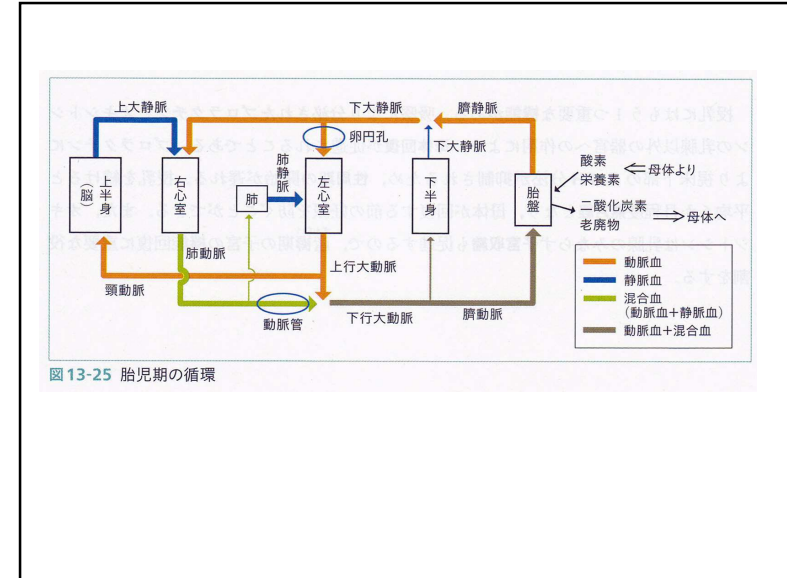 上大静脈
下大静脈
臍静脈
卵円孔
下大静脈
上半身(脳)
右心室
肺
肺静脈
左心室
下半身
胎盤
酸素
栄養素
母体より
二酸化炭素
老廃物
母体へ
肺動脈
上行大動脈
頸動脈
動脈管
下行大動脈
臍動脈
動脈血
静脈血
混合血
(動脈血+静脈血)
動脈血+混合血
図13-25 胎児期の循環